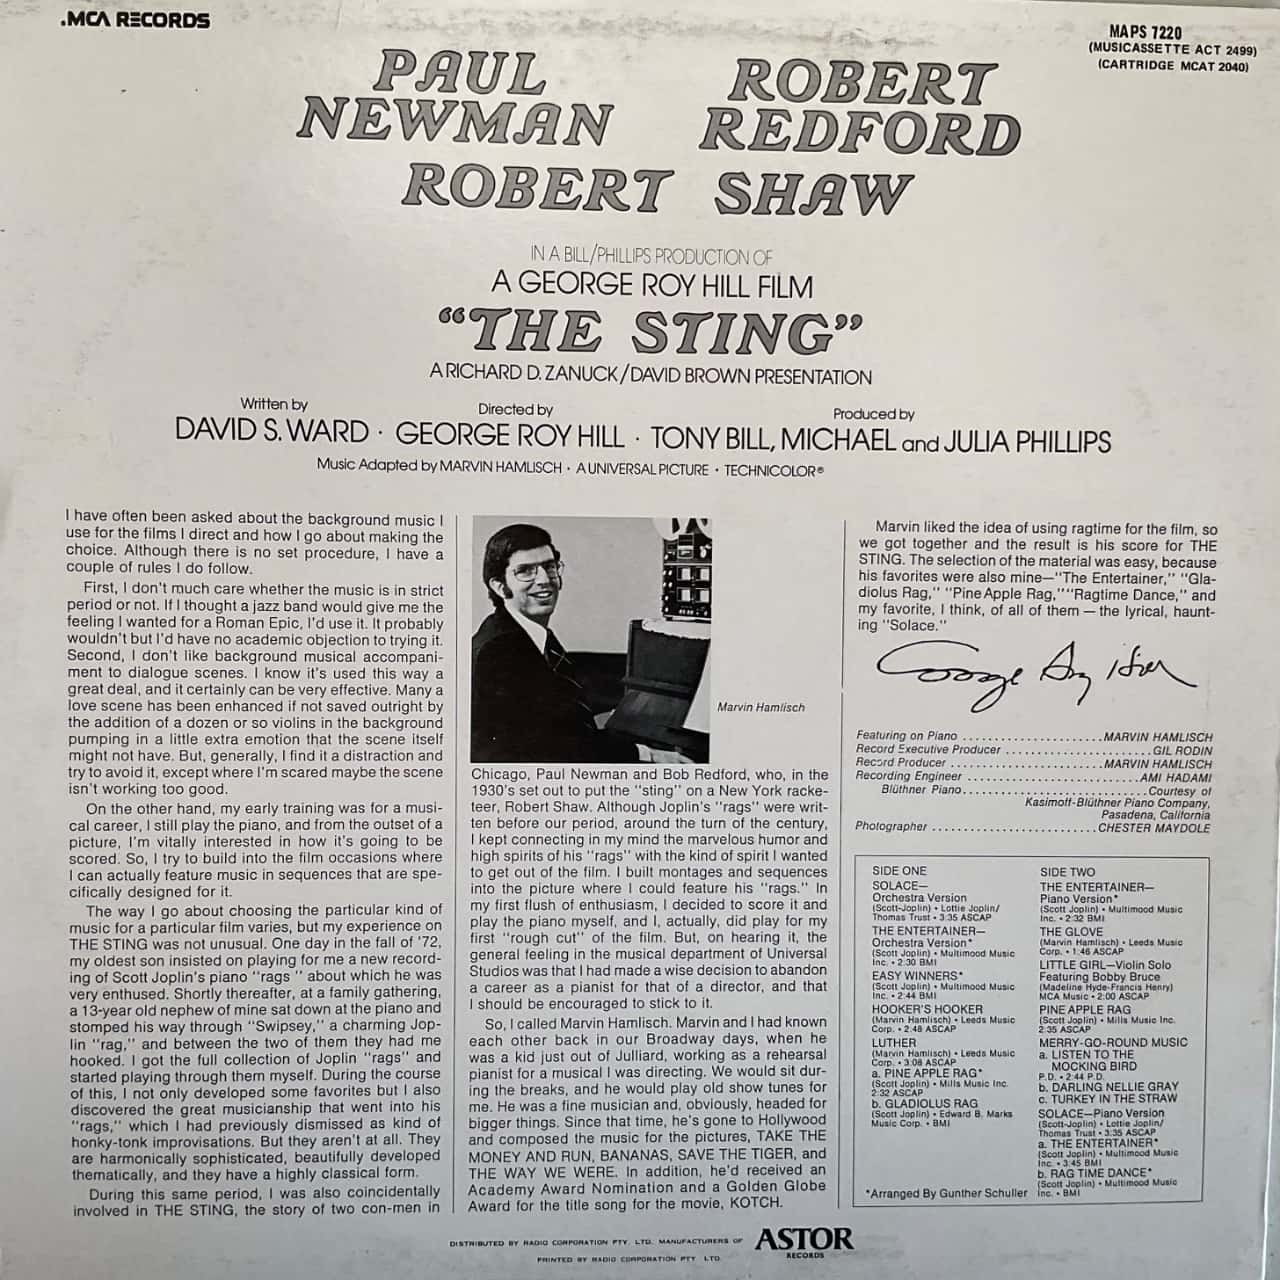 .MCA RECORDS
MAPS 7220
(MUSICASSETTE ACT 2499)
(CARTRIDGE MCAT 2040)
PAUL
NEWMAN
ROBERT
REDFORD
ROBERT SHAW
IN A BILL/PHILLIPS PRODUCTION OF
A GEORGE ROY HILL FILM
“THE STING”
A RICHARD D. ZANUCK/DAVID BROWN PRESENTATION
Written by
DAVID S. WARD ·
Directed by
GEORGE ROY HILL ·
Produced by
TONY BILL, MICHAEL and JULIA PHILLIPS
Music Adapted by MARVIN HAMLISCH · A UNIVERSAL PICTURE · TECHNICOLOR®
I have often been asked about the background music I
use for the films I direct and how I go about making the
choice. Although there is no set procedure, I have a
couple of rules I do follow.
First, I don't much care whether the music is in strict
period or not. If I thought a jazz band would give me the
feeling I wanted for a Roman Epic, I'd use it. It probably
wouldn't but I'd have no academic objection to trying it.
Second, I don't like background musical accompani-
ment to dialogue scenes. I know it's used this way a
great deal, and it certainly can be very effective. Many a
love scene has been enhanced if not saved outright by
the addition of a dozen or so violins in the background
pumping in a little extra emotion that the scene itself
might not have. But, generally, I find it a distraction and
try to avoid it, except where I'm scared maybe the scene
isn't working too good.
On the other hand, my early training was for a musi-
cal career, I still play the piano, and from the outset of a
picture, I'm vitally interested in how it's going to be
scored. So, I try to build into the film occasions where
I can actually feature music in sequences that are spe-
cifically designed for it.
The way I go about choosing the particular kind of
music for a particular film varies, but my experience on
THE STING was not unusual. One day in the fall of '72,
my oldest son insisted on playing for me a new record-
ing of Scott Joplin's piano "rags " about which he was
very enthused. Shortly thereafter, at a family gathering,
a 13-year old nephew of mine sat down at the piano and
stomped his way through "Swipsey," a charming Jop-
lin "rag," and between the two of them they had me
hooked. I got the full collection of Joplin "rags" and
started playing through them myself. During the course
of this, I not only developed some favorites but I also
discovered the great musicianship that went into his
"rags," which I had previously dismissed as kind of
honky-tonk improvisations. But they aren't at all. They
are harmonically sophisticated, beautifully developed
thematically, and they have a highly classical form.
During this same period, I was also coincidentally
involved in THE STING, the story of two con-men in
Marvin Hamlisch
Chicago, Paul Newman and Bob Redford, who, in the
1930's set out to put the "sting" on a New York racke-
teer, Robert Shaw. Although Joplin's "rags" were writ-
ten before our period, around the turn of the century,
I kept connecting in my mind the marvelous humor and
high spirits of his "rags" with the kind of spirit I wanted
to get out of the film. I built montages and sequences
into the picture where I could feature his "rags." In
my first flush of enthusiasm, I decided to score it and
play the piano myself, and I, actually, did play for my
first "rough cut" of the film. But, on hearing it, the
general feeling in the musical department of Universal
Studios was that I had made a wise decision to abandon
a career as a pianist for that of a director, and that
I should be encouraged to stick to it.
So, I called Marvin Hamlisch. Marvin and I had known
each other back in our Broadway days, when he
was a kid just out of Julliard, working as a rehearsal
pianist for a musical I was directing. We would sit dur-
ing the breaks, and he would play old show tunes for
me. He was a fine musician and, obviously, headed for
bigger things. Since that time, he's gone to Hollywood
and composed the music for the pictures, TAKE THE
MONEY AND RUN, BANANAS, SAVE THE TIGER, and
THE WAY WE WERE. In addition, he'd received an
Academy Award Nomination and a Golden Globe
Award for the title song for the movie, KOTCH.
Marvin liked the idea of using ragtime for the film, so
we got together and the result is his score for THE
STING. The selection of the material was easy, because
his favorites were also mine—"The Entertainer," "Gla-
diolus Rag," "Pine Apple Rag," "Ragtime Dance," and
my favorite, I think, of all of them — the lyrical, haunt-
ing "Solace."
George Roy Hill
Featuring on Piano ......................MARVIN HAMLISCH
Record Executive Producer ......................GIL RODIN
Record Producer ......................MARVIN HAMLISCH
Recording Engineer ......................AMI HADAMI
Blüthner Piano......................Courtesy of
Kasimoff-Blüthner Piano Company,
Pasadena, California
Photographer ......................CHESTER MAYDOLE
SIDE ONE
SOLACE—
Orchestra Version
(Scott-Joplin) • Lottie Joplin/
Thomas Trust • 3:35 ASCAP
THE ENTERTAINER—
Orchestra Version*
(Scott Joplin) • Multimood Music
Inc. • 2:30 BMI
EASY WINNERS*
(Scott Joplin) • Multimood Music
Inc. • 2:44 BMI
HOOKER'S HOOKER
(Marvin Hamlisch) • Leeds Music
Corp. • 2:48 ASCAP
LUTHER
(Marvin Hamlisch) • Leeds Music
Corp. • 3:08 ASCAP
a. PINE APPLE RAG*
(Scott Joplin) • Mills Music Inc.
2:32 ASCAP
b. GLADIOLUS RAG
(Scott Joplin) • Edward B. Marks
Music Corp. • BMI
*Arranged By Gunther Schuller
SIDE TWO
THE ENTERTAINER—
Piano Version*
(Scott Joplin) • Multimood Music
Inc. • 2:32 BMI
THE GLOVE
(Marvin Hamlisch) • Leeds Music
Corp. • 1:46 ASCAP
LITTLE GIRL—Violin Solo
Featuring Bobby Bruce
(Madeline Hyde-Francis Henry)
MCA Music • 2:00 ASCAP
PINE APPLE RAG
(Scott Joplin) • Mills Music Inc.
2:35 ASCAP
MERRY-GO-ROUND MUSIC
a. LISTEN TO THE
MOCKING BIRD
P.D. • 2:44 P.D.
b. DARLING NELLIE GRAY
c. TURKEY IN THE STRAW
SOLACE—Piano Version
(Scott Joplin) • Lottie Joplin/
Thomas Trust • 3:35 ASCAP
a. THE ENTERTAINER*
(Scott Joplin) • Multimood Music
Inc. • 3:45 BMI
b. RAG TIME DANCE*
(Scott Joplin) • Multimood Music
Inc. • BMI
DISTRIBUTED BY RADIO CORPORATION PTY. LTD. MANUFACTURERS OF ASTOR RECORDS
PRINTED BY RADIO CORPORATION PTY. LTD.